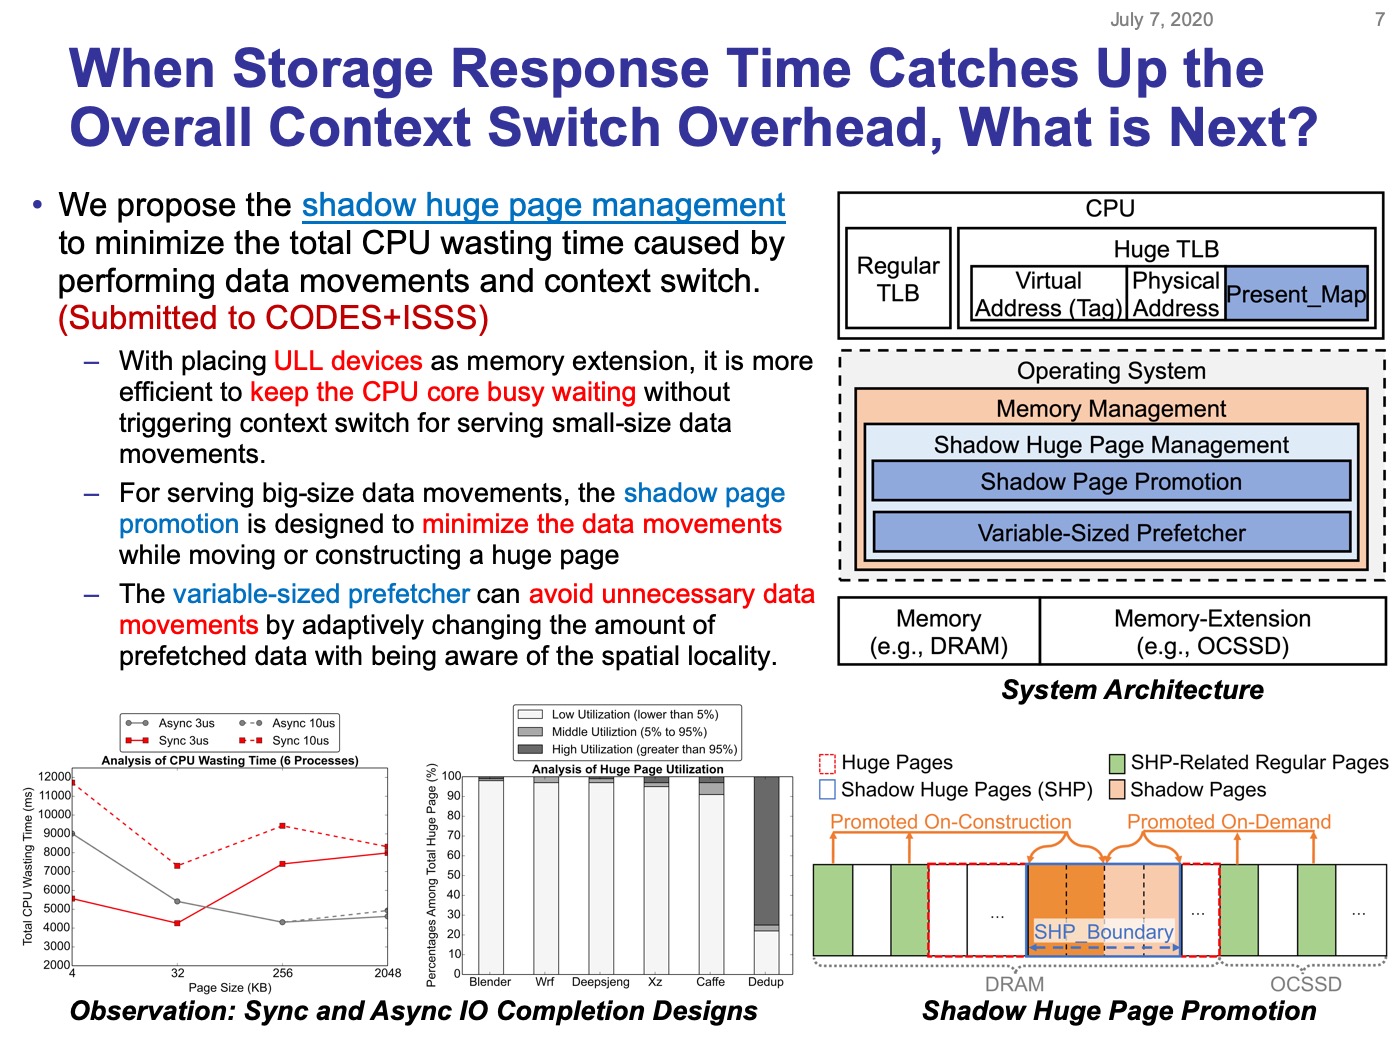 July 7, 2020
7
When Storage Response Time Catches Up the
Overall Context Switch Overhead, What is Next?
• We propose the shadow huge page management
to minimize the total CPU wasting time caused by
performing data movements and context switch.
(Submitted to CODES+ISSS)
– With placing ULL devices as memory extension, it is more
efficient to keep the CPU core busy waiting without
triggering context switch for serving small-size data
movements.
– For serving big-size data movements, the shadow page
promotion is designed to minimize the data movements
while moving or constructing a huge page
– The variable-sized prefetcher can avoid unnecessary data
movements by adaptively changing the amount of
prefetched data with being aware of the spatial locality.
CPU
Regular
TLB
Huge TLB
Virtual
Address (Tag)
Physical
Address
Present_Map
Operating System
Memory Management
Shadow Huge Page Management
Shadow Page Promotion
Variable-Sized Prefetcher
Memory
(e.g., DRAM)
Memory-Extension
(e.g., OCSSD)
System Architecture
Async 3us
Async 10us
Sync 3us
Sync 10us
Analysis of CPU Wasting Time (6 Processes)
Total CPU Wasting Time (ms)
12000
11000
10000
9000
8000
7000
6000
5000
4000
3000
2000
4
32
256
2048
Page Size (KB)
Low Utilization (lower than 5%)
Middle Utiliztion (5% to 95%)
High Utilization (greater than 95%)
Analysis of Huge Page Utilization
Percentages Among Total Huge Page (%)
100
90
80
70
60
50
40
30
20
10
0
Blender
Wrf
Deepsjeng
Xz
Caffe
Dedup
Observation: Sync and Async IO Completion Designs
Huge Pages
SHP-Related Regular Pages
Shadow Huge Pages (SHP)
Shadow Pages
Promoted On-Construction
Promoted On-Demand
...
SHP_Boundary
...
...
DRAM
OCSSD
Shadow Huge Page Promotion